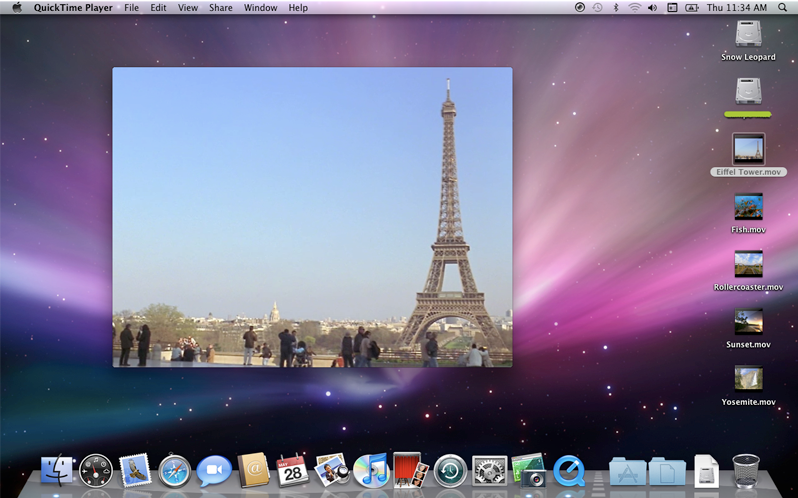 QuickTime Player File Edit View Share Window Help Thu 11:34 AM
Snow Leopard
Eiffel Tower.mov
Fish.mov
Rollercoaster.mov
Sunset.mov
Yosemite.mov
MAY
28